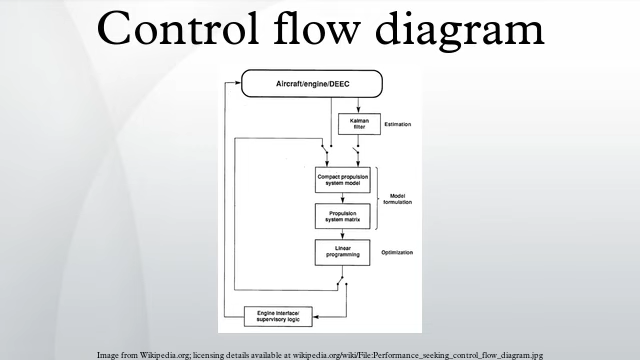 Control flow diagram
Aircraft/engine/DEEC
Kalman
filter
Estimation
Compact propulsion
system model
Model
formulation
Propulsion
system matrix
Linear
programming
Optimization
Engine interface/
supervisory logic
Image from Wikipedia.org; licensing details available at wikipedia.org/wiki/File:Performance_seeking_control_flow_diagram.jpg